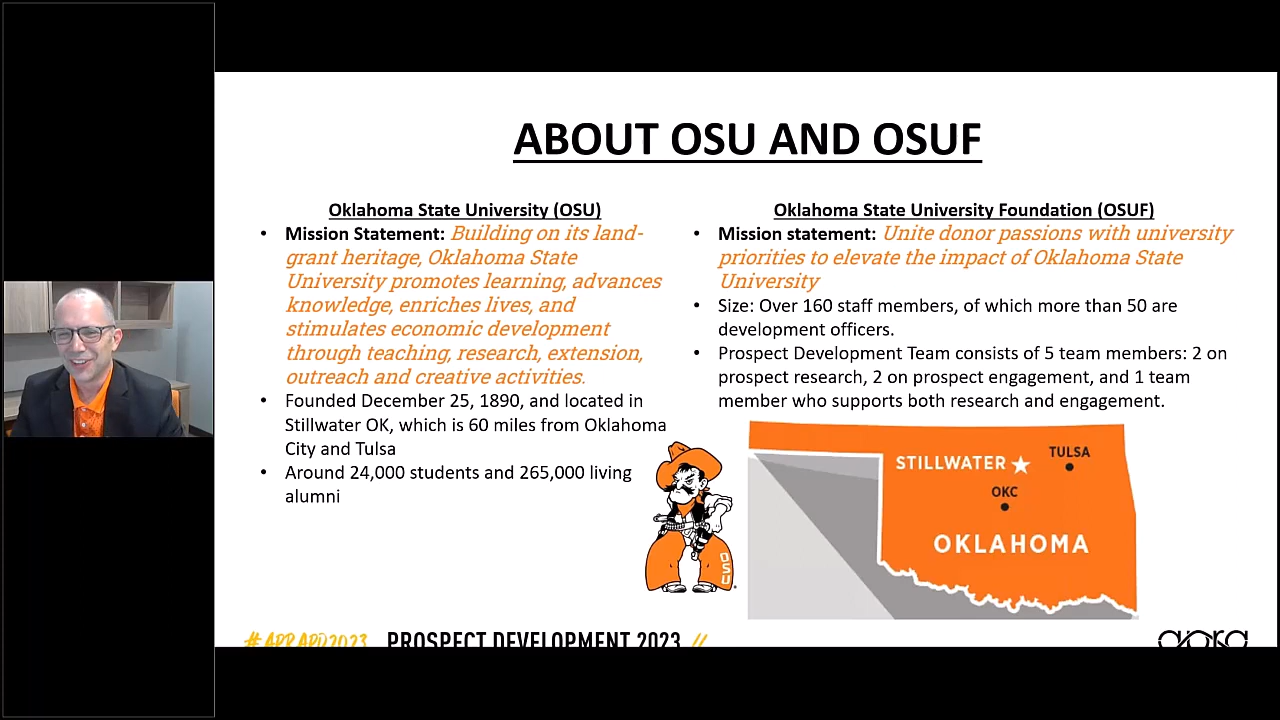 ABOUT OSU AND OSUF
Oklahoma State University (OSU)
• Mission Statement: Building on its land-
grant heritage, Oklahoma State
University promotes learning, advances
knowledge, enriches lives, and
stimulates economic development
through teaching, research, extension,
outreach and creative activities.
• Founded December 25, 1890, and located in
Stillwater OK, which is 60 miles from Oklahoma
City and Tulsa
• Around 24,000 students and 265,000 living
alumni
Oklahoma State University Foundation (OSUF)
• Mission statement: Unite donor passions with university
priorities to elevate the impact of Oklahoma State
University
• Size: Over 160 staff members, of which more than 50 are
development officers.
• Prospect Development Team consists of 5 team members: 2 on
prospect research, 2 on prospect engagement, and 1 team
member who supports both research and engagement.
OSU
STILLWATER
TULSA
OKC
OKLAHOMA
#APRAPD2023 PROSPECT DEVELOPMENT 2023 //
apra